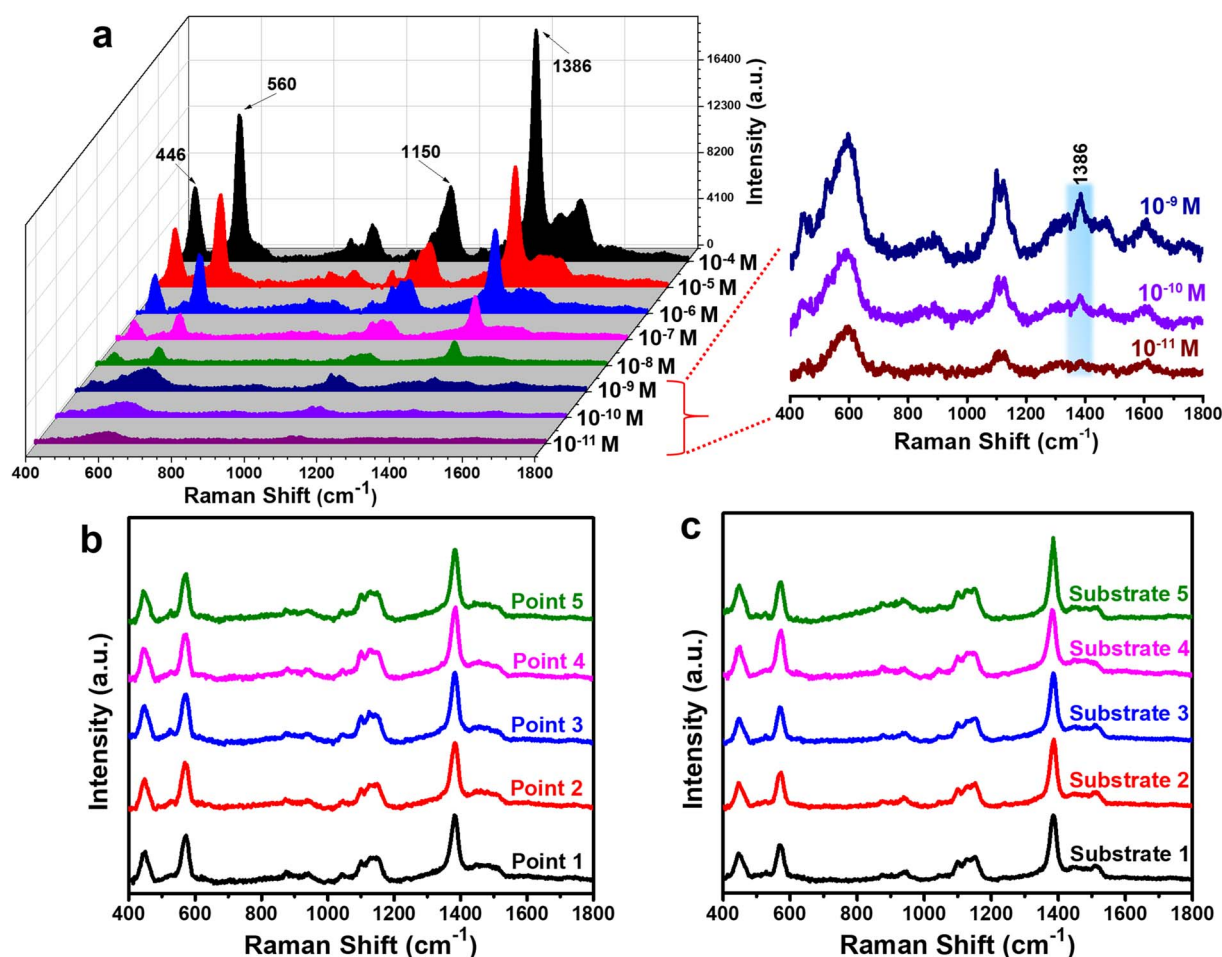 a
446
560
1150
1386
16400
12300
8200
4100
0
Intensity (a.u.)
10-4 M
10-5 M
10-6 M
10-7 M
10-8 M
10-9 M
10-10 M
10-11 M
400 600 800 1000 1200 1400 1600 1800
Raman Shift (cm-1)
1386
10-9 M
10-10 M
10-11 M
400 600 800 1000 1200 1400 1600 1800
Raman Shift (cm-1)
b
Intensity (a.u.)
Point 5
Point 4
Point 3
Point 2
Point 1
400 600 800 1000 1200 1400 1600 1800
Raman Shift (cm-1)
c
Intensity (a.u.)
Substrate 5
Substrate 4
Substrate 3
Substrate 2
Substrate 1
400 600 800 1000 1200 1400 1600 1800
Raman Shift (cm-1)